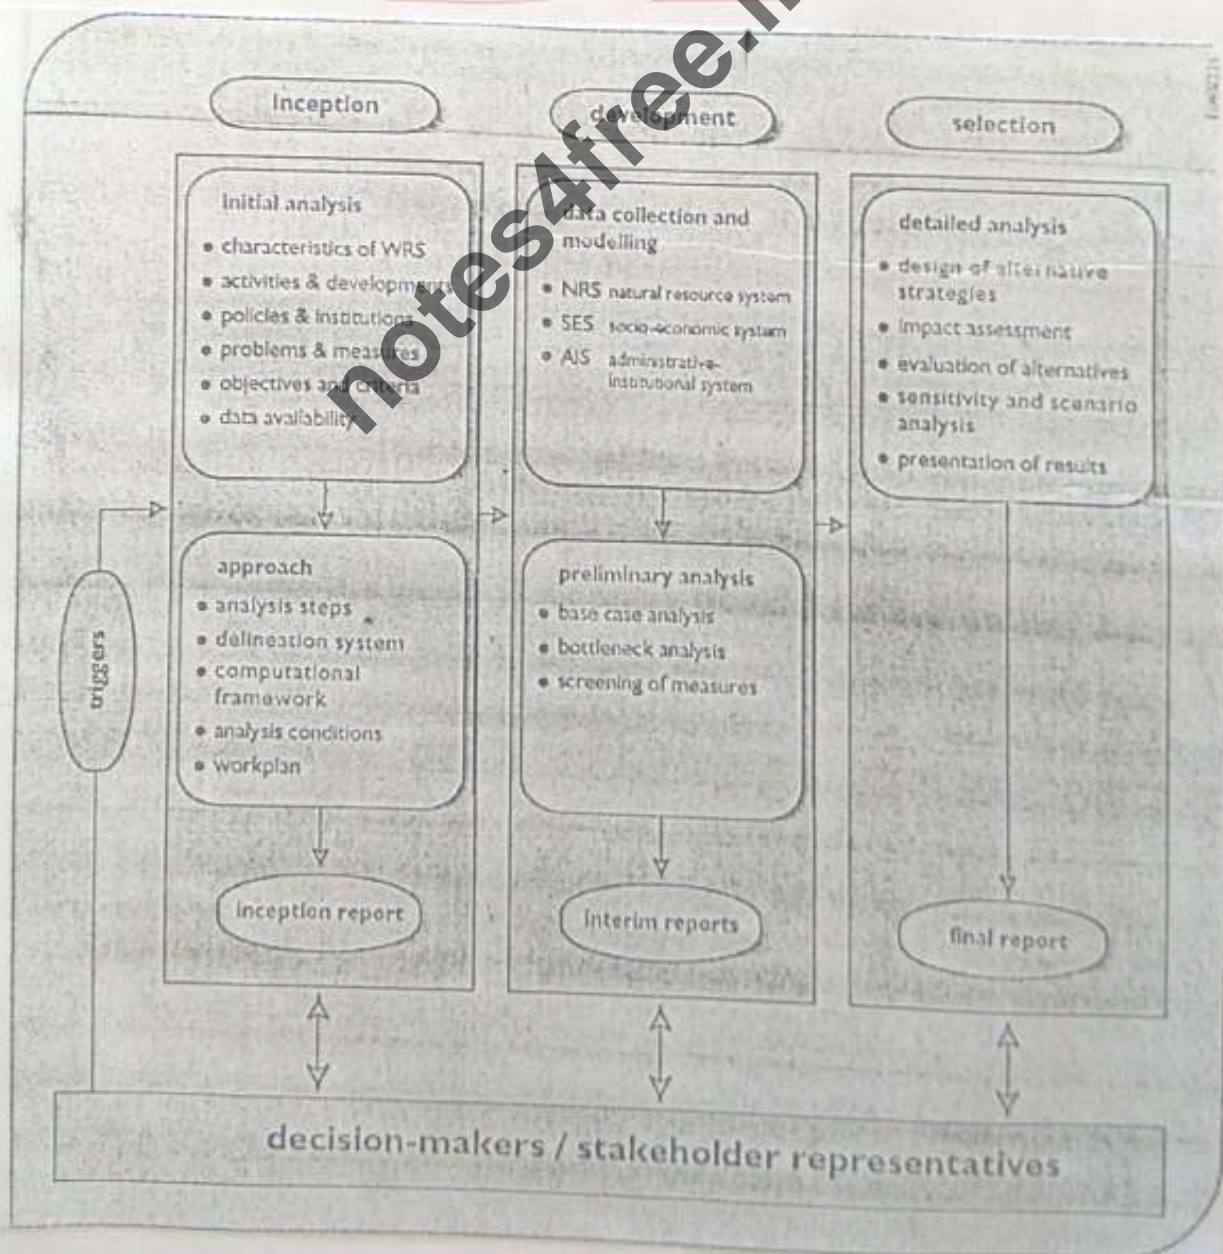 inception
development
selection
initial analysis
• characteristics of WRS
• activities & developments
• policies & institutions
• problems & measures
• objectives and criteria
• data availability
data collection and
modelling
• NRS natural resource system
• SES socio-economic system
• AIS administrative-
institutional system
detailed analysis
• design of alternative
strategies
• impact assessment
• evaluation of alternatives
• sensitivity and scenario
analysis
• presentation of results
triggers
approach
• analysis steps
• delineation system
• computational
framework
• analysis conditions
• workplan
preliminary analysis
• base case analysis
• bottleneck analysis
• screening of measures
inception report
interim reports
final report
decision-makers / stakeholder representatives
notes4free.